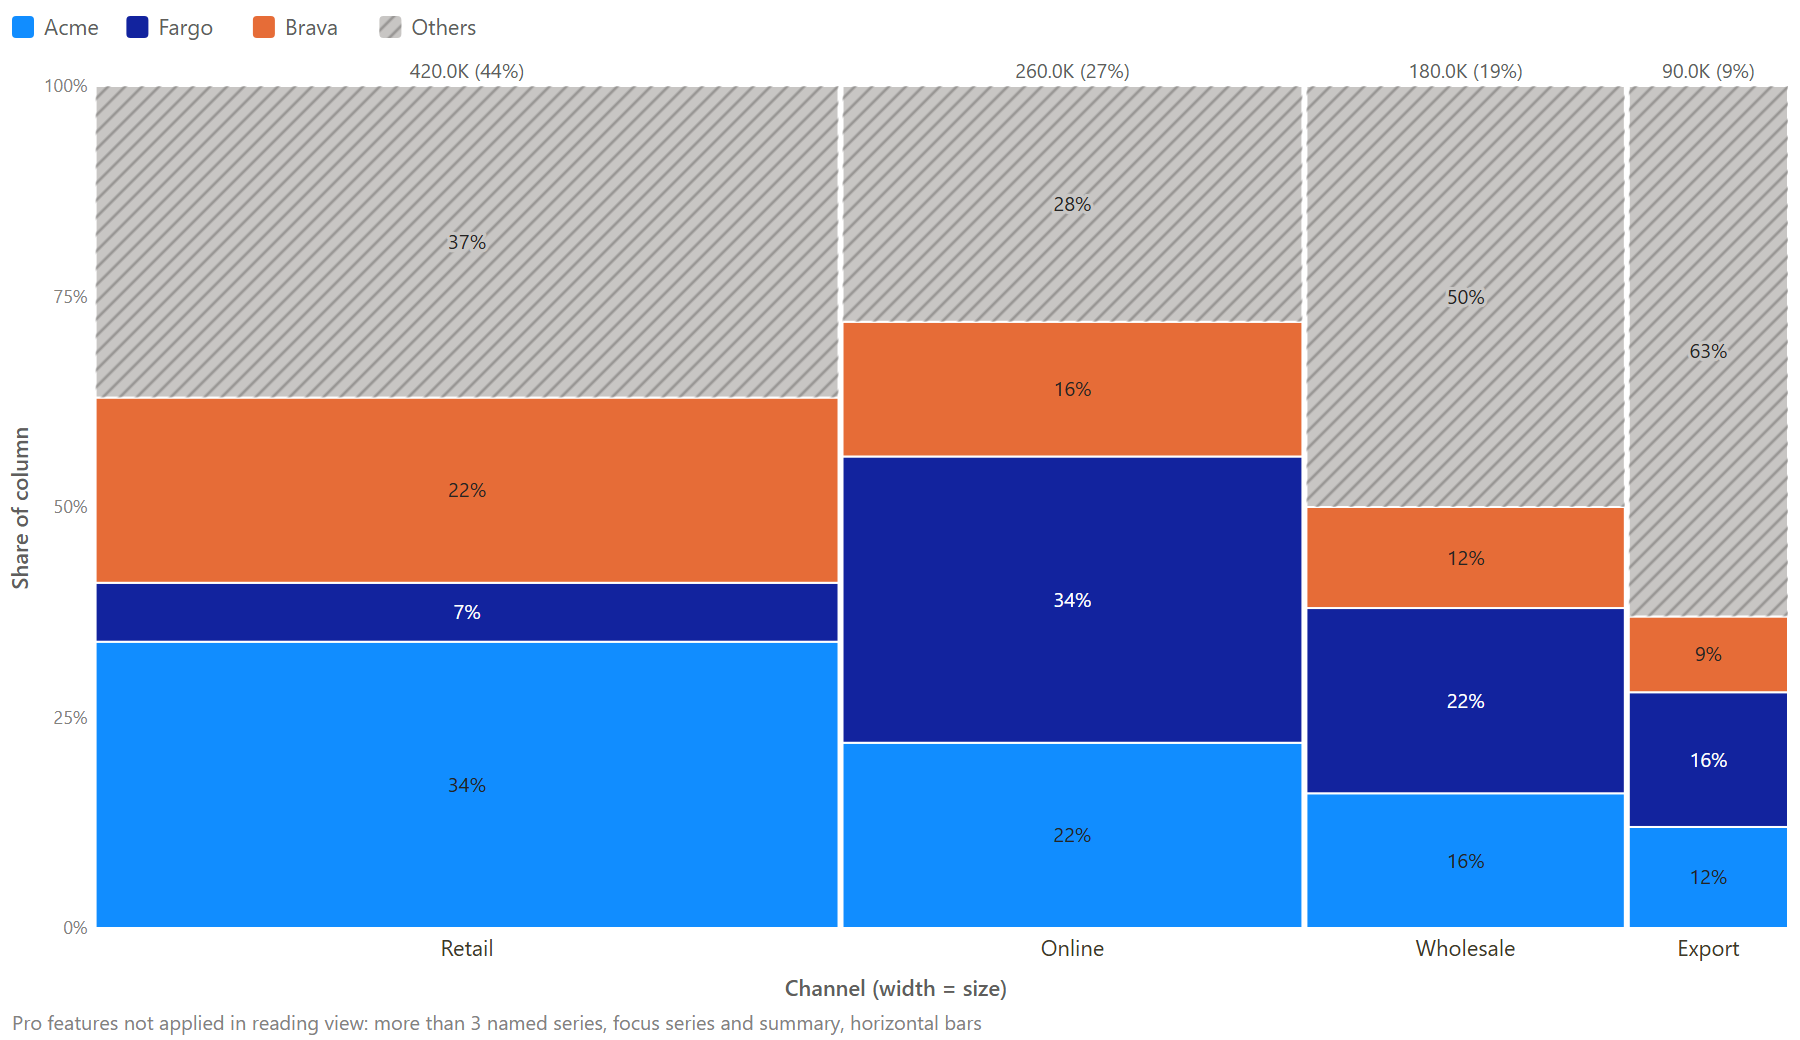 Acme Fargo Brava Others
420.0K (44%) 260.0K (27%) 180.0K (19%) 90.0K (9%)
100%
75%
50%
25%
0%
Share of column
37% 28% 50% 63%
22% 16% 12% 9%
7% 34% 22% 16%
34% 22% 16% 12%
Retail Online Wholesale Export
Channel (width = size)
Pro features not applied in reading view: more than 3 named series, focus series and summary, horizontal bars